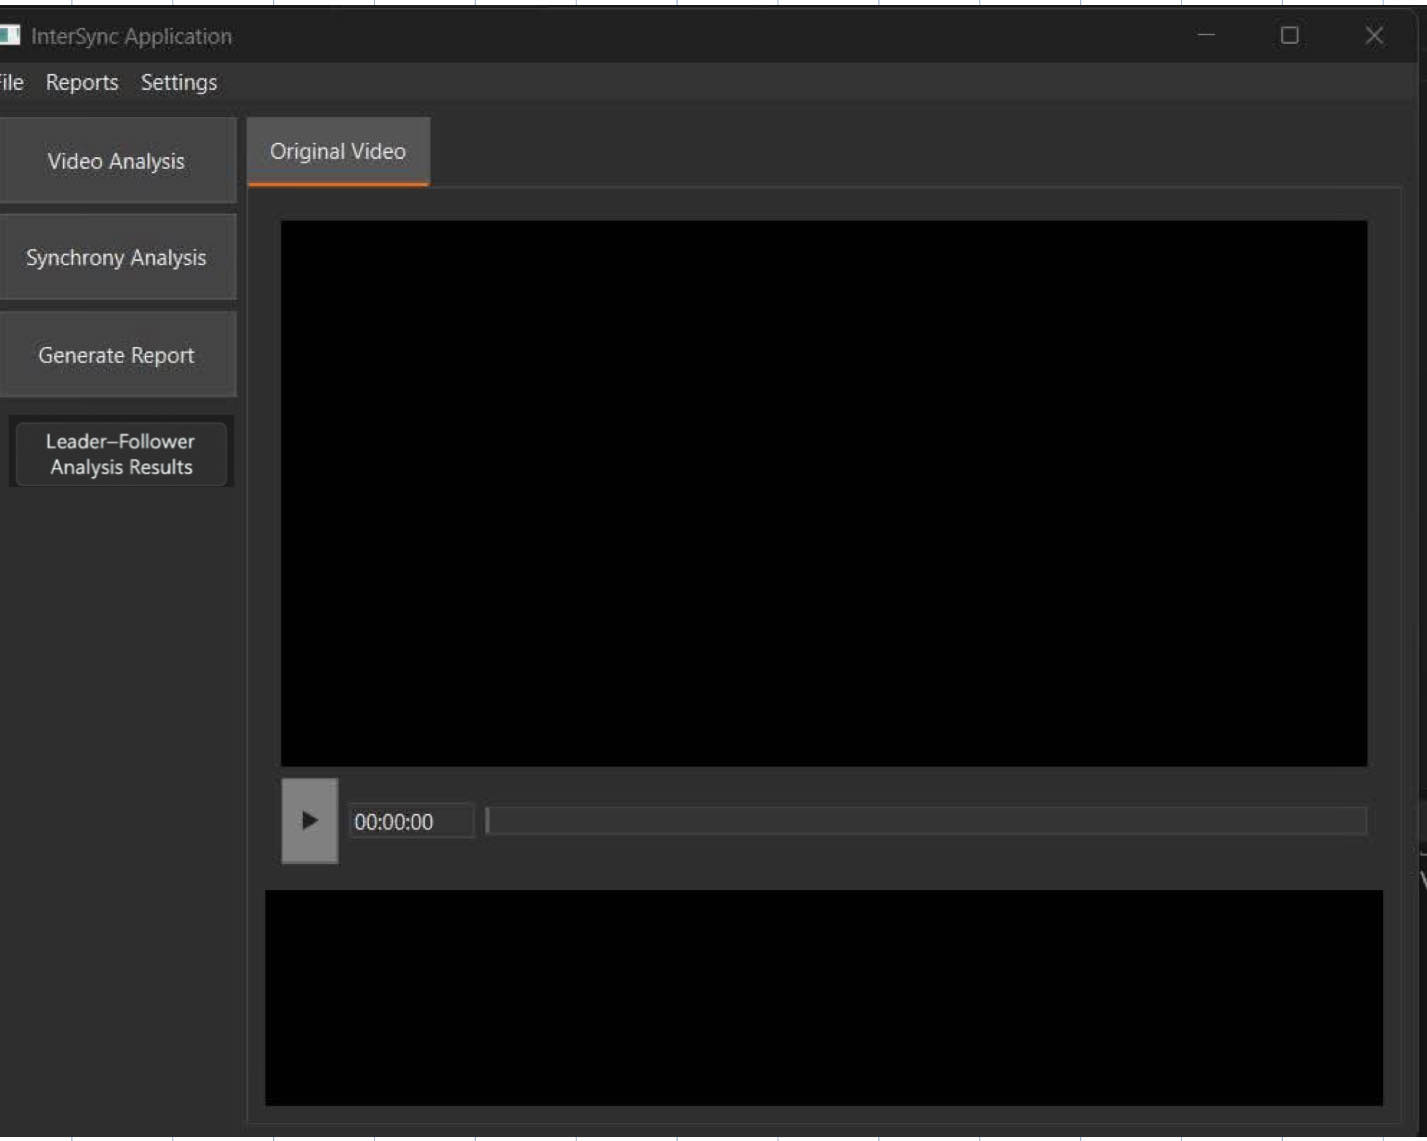 InterSync Application
File Reports Settings
Video Analysis
Original Video
Synchrony Analysis
Generate Report
Leader–Follower
Analysis Results
00:00:00